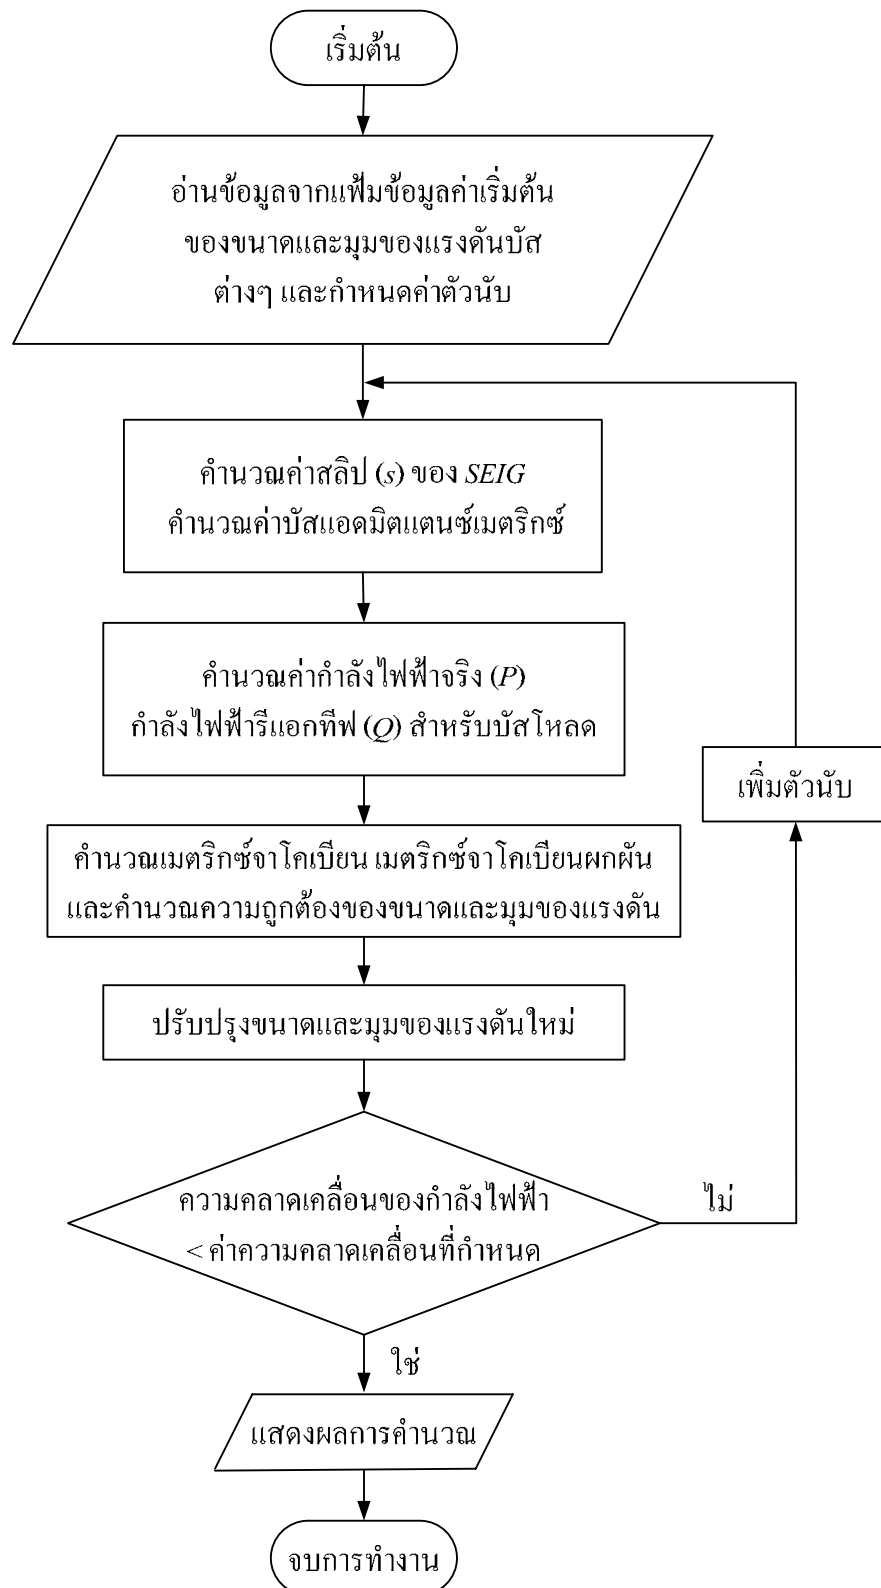 เริ่มต้น
อ่านข้อมูลจากแฟ้มข้อมูลค่าเริ่มต้น
ของขนาดและมุมของแรงดันบัส
ต่างๆ และกำหนดค่าตัวนับ
คำนวณค่าสลิป (s) ของ SEIG
คำนวณค่าบัสแอดมิตแตนซ์เมตริกซ์
คำนวณค่ากำลังไฟฟ้าจริง (P)
กำลังไฟฟ้ารีแอกทีฟ (Q) สำหรับบัสโหลด
เพิ่มตัวนับ
คำนวณเมตริกซ์จาโคเบียน เมตริกซ์จาโคเบียนผกผัน
และคำนวณความถูกต้องของขนาดและมุมของแรงดัน
ปรับปรุงขนาดและมุมของแรงดันใหม่
ความคลาดเคลื่อนของกำลังไฟฟ้า
< ค่าความคลาดเคลื่อนที่กำหนด
ไม่
ใช่
แสดงผลการคำนวณ
จบการทำงาน